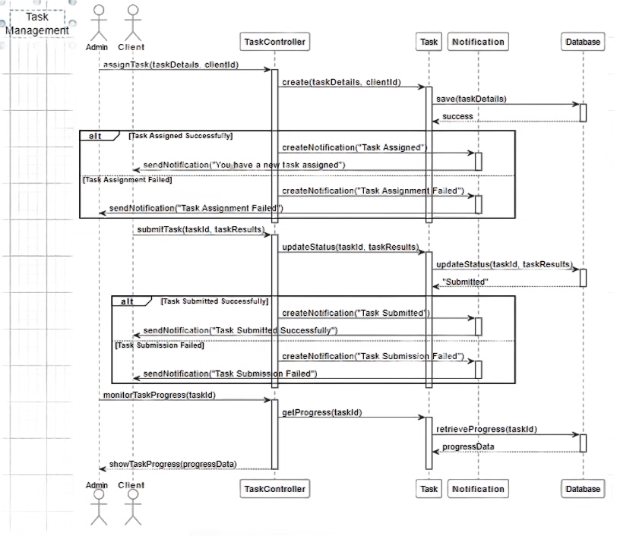 Task
Management
Admin
Client
TaskController
Task
Notification
Database
assignTask(taskDetails, clientId)
create(taskDetails, clientId)
save(taskDetails)
success
alt
[Task Assigned Successfully]
createNotification("Task Assigned")
sendNotification("You have a new task assigned")
[Task Assignment Failed]
createNotification("Task Assignment Failed")
sendNotification("Task Assignment Failed")
submitTask(taskId, taskResults)
updateStatus(taskId, taskResults)
updateStatus(taskId, taskResults)
"Submitted"
alt
[Task Submitted Successfully]
createNotification("Task Submitted")
sendNotification("Task Submitted Successfully")
[Task Submission Failed]
createNotification("Task Submission Failed")
sendNotification("Task Submission Failed")
monitorTaskProgress(taskId)
getProgress(taskId)
retrieveProgress(taskId)
progressData
showTaskProgress(progressData)
Admin
Client
TaskController
Task
Notification
Database